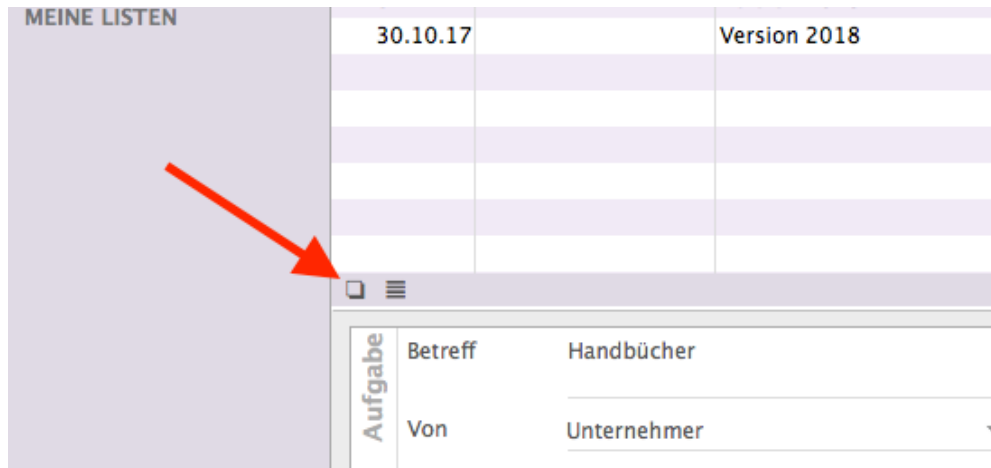 MEINE LISTEN
30.10.17 Version 2018
Aufgabe
Betreff Handbücher
Von Unternehmer